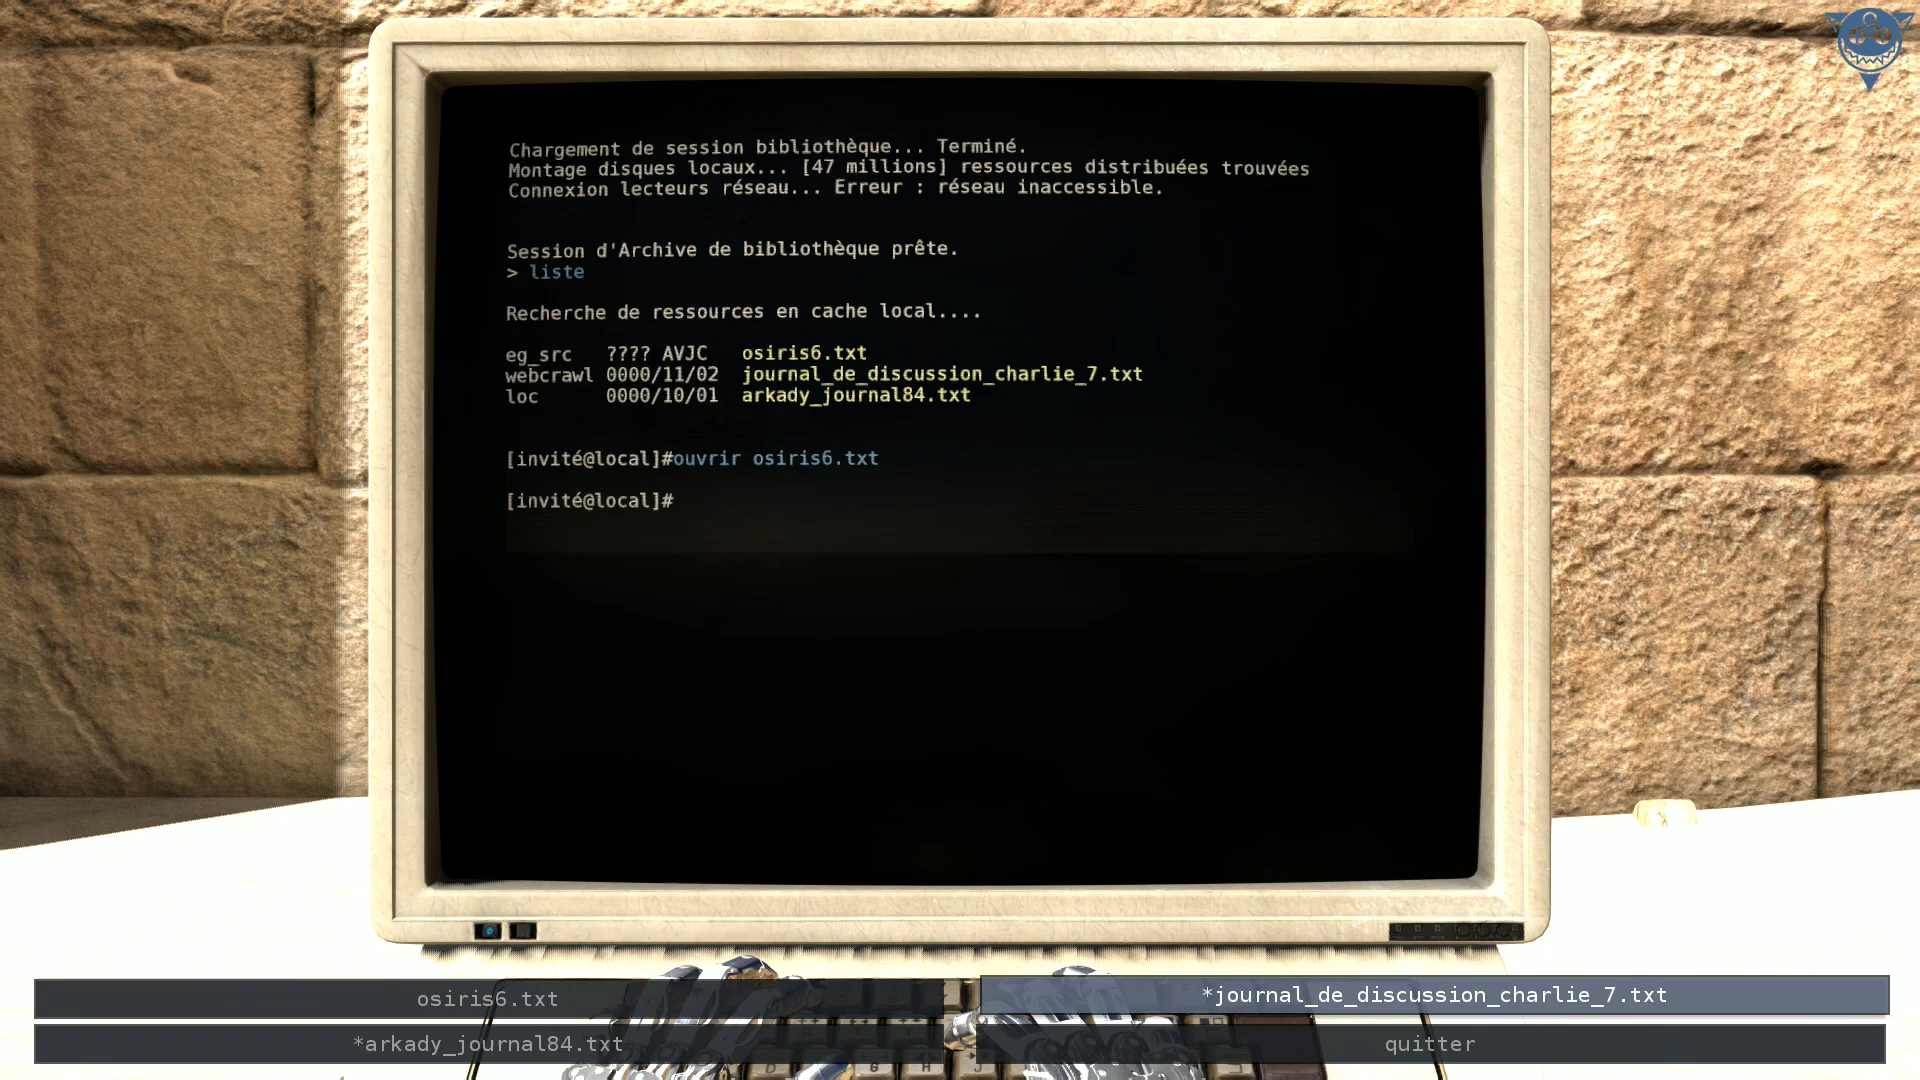 Chargement de session bibliothèque... Terminé.
Montage disques locaux... [47 millions] ressources distribuées trouvées
Connexion lecteurs réseau... Erreur : réseau inaccessible.
Session d'Archive de bibliothèque prête.
> liste
Recherche de ressources en cache local....
eg_src ???? AVJC osiris6.txt
webcrawl 0000/11/02 journal_de_discussion_charlie_7.txt
loc 0000/10/01 arkady_journal84.txt
[invité@local]#ouvrir osiris6.txt
[invité@local]#
osiris6.txt
*journal_de_discussion_charlie_7.txt
*arkady_journal84.txt
quitter
D G H J